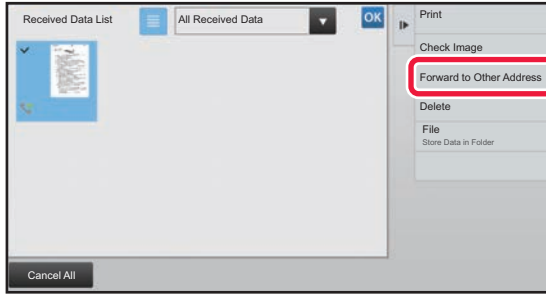 Received Data List
All Received Data
OK
Print
Check Image
Forward to Other Address
Delete
File
Store Data in Folder
Cancel All